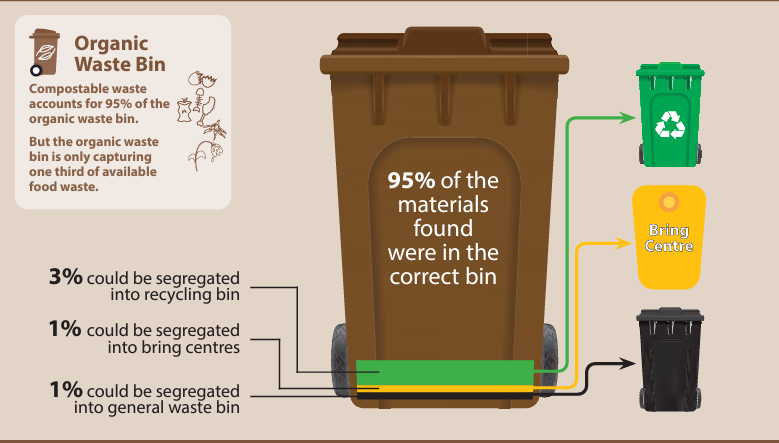 Organic
Waste Bin
Compostable waste
accounts for 95% of the
organic waste bin.
But the organic waste
bin is only capturing
one third of available
food waste.
95% of the
materials
found
were in the
correct bin
3% could be segregated
into recycling bin
1% could be segregated
into bring centres
1% could be segregated
into general waste bin
Bring
Centre